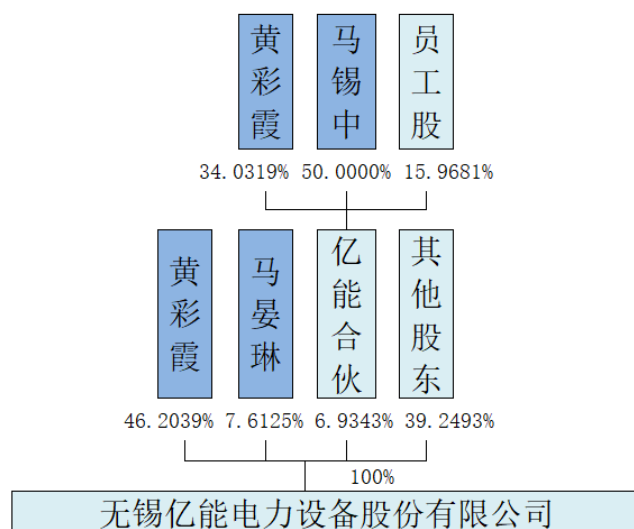 黄彩霞
马锡中
员工股
34.0319% 50.0000% 15.9681%
黄彩霞
马晏琳
亿能合伙
其他股东
46.2039% 7.6125% 6.9343% 39.2493%
100%
无锡亿能电力设备股份有限公司